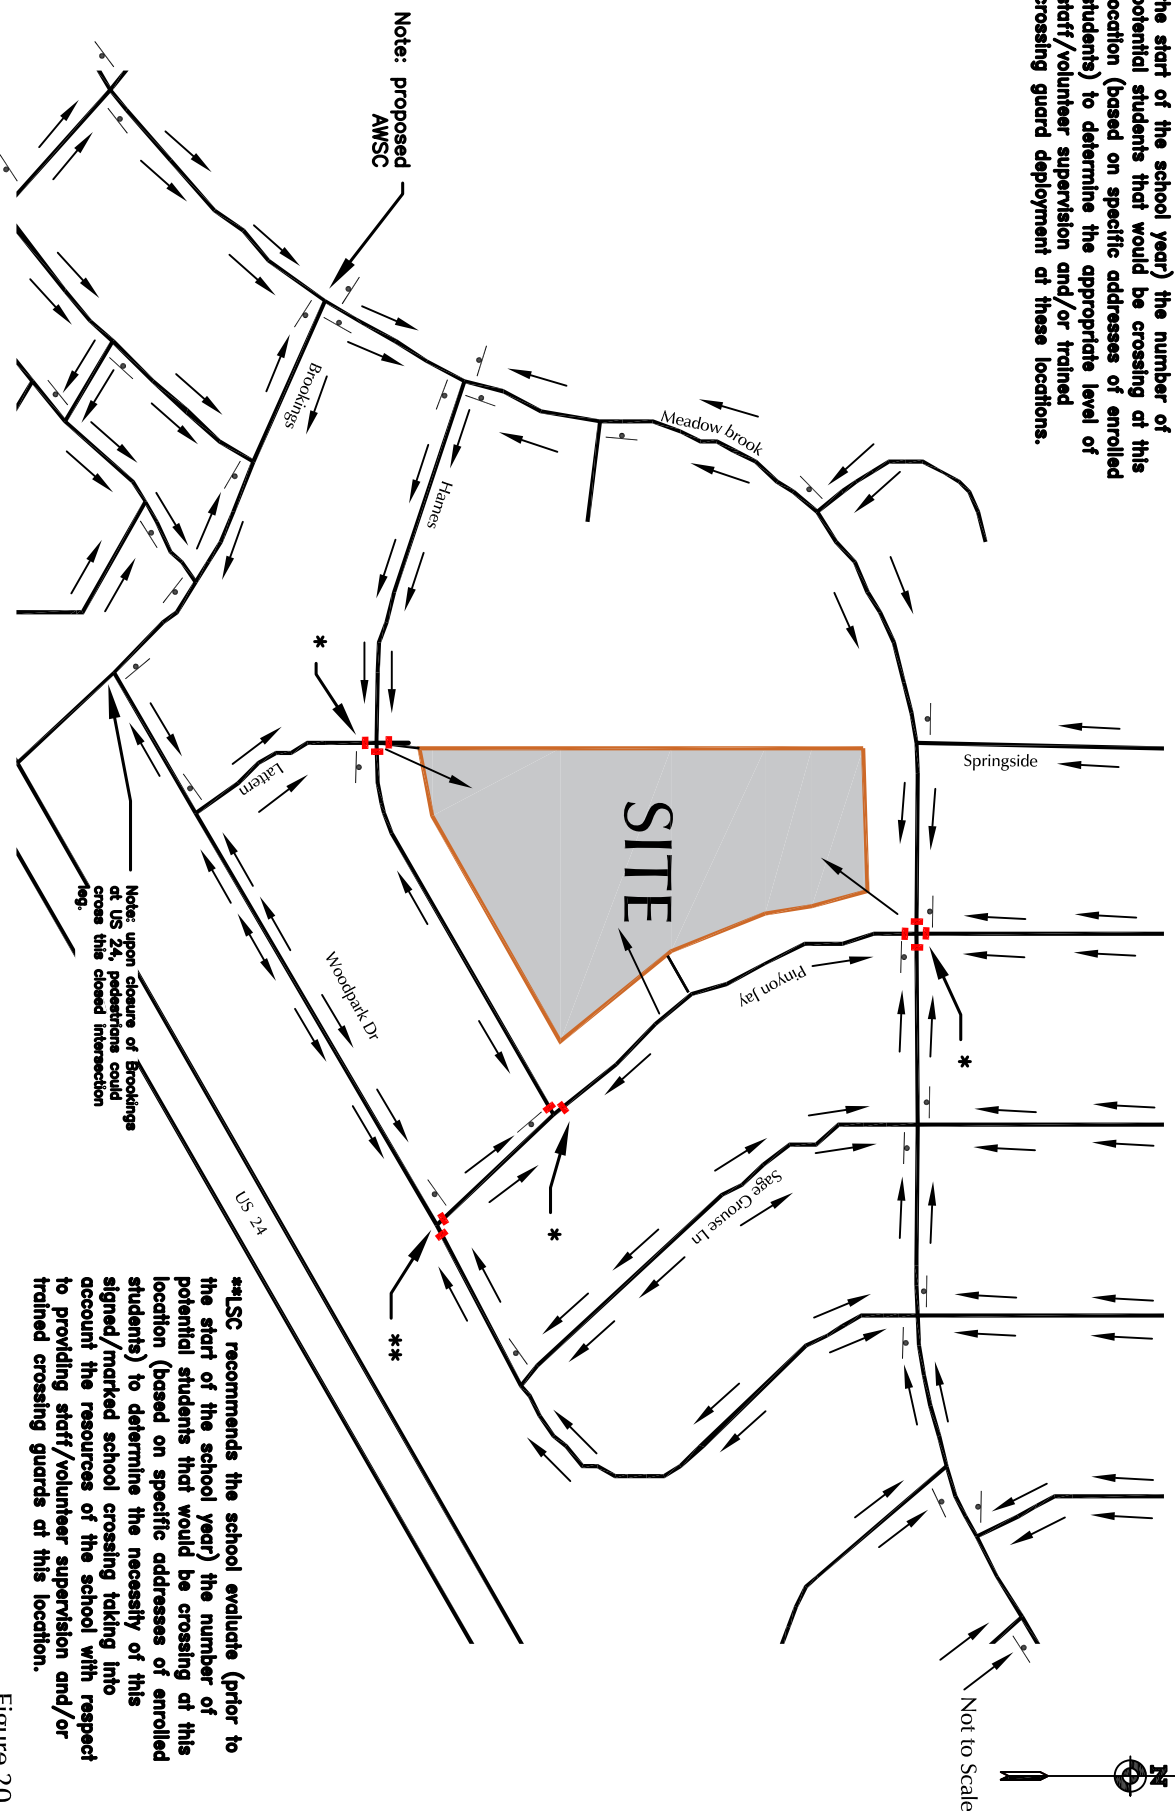 the start of the school year) the number of
potential students that would be crossing at this
location (based on specific addresses of enrolled
students) to determine the appropriate level of
staff/volunteer supervision and/or trained
crossing guard deployment at these locations.
Note: proposed
AWSC
Meadow brook
Brookings
Hames
Springside
*
SITE
Lattern
Pinyon Jay
*
Note: upon closure of Brookings
at US 24, pedestrians could
cross this closed intersection
leg.
Woodpark Dr
US 24
Sage Grouse Ln
*
**
**LSC recommends the school evaluate (prior to
the start of the school year) the number of
potential students that would be crossing at this
location (based on specific addresses of enrolled
students) to determine the necessity of this
signed/marked school crossing taking into
account the resources of the school with respect
to providing staff/volunteer supervision and/or
trained crossing guards at this location.
Not to Scale
N
Figure 20